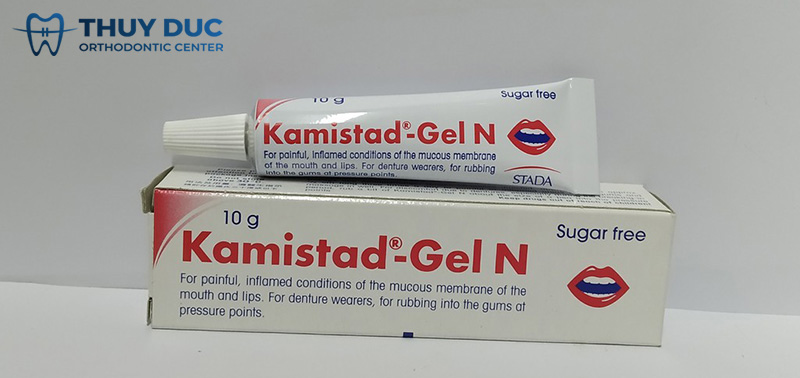 THUY DUC
ORTHODONTIC CENTER
10 g
Sugar free
Kamistad®-Gel N
For painful, inflamed conditions of the mucous membrane
of the mouth and lips. For denture wearers, for rubbing
into the gums at pressure points.
STADA
10 g
Sugar free
Kamistad®-Gel N
For painful, inflamed conditions of the mucous membrane of the
mouth and lips. For denture wearers, for rubbing into the gums at
pressure points.